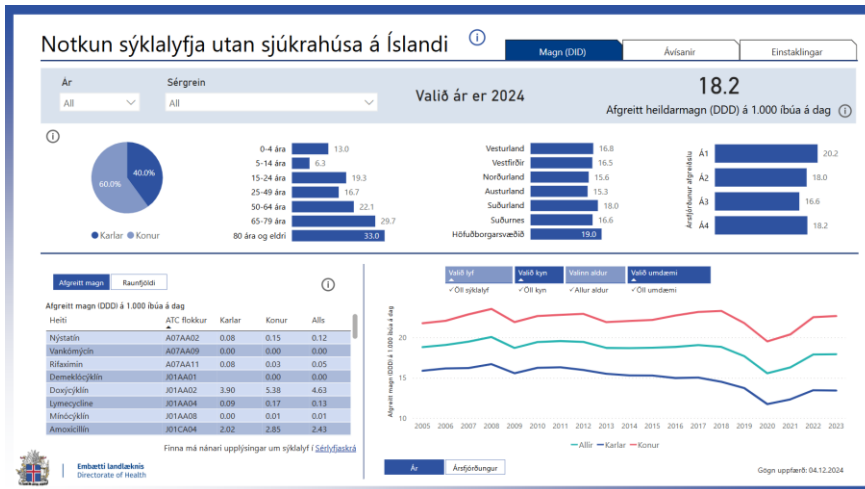 Notkun sýklalyfja utan sjúkrahúsa á Íslandi
Magn (DID)
Ávísanir
Einstaklingar
Ár
All
Sérgrein
All
Valið ár er 2024
18.2
Afgreitt heildarmagn (DDD) á 1.000 íbúa á dag
40.0%
60.0%
Karlar Konur
0-4 ára 13.0
5-14 ára 6.3
15-24 ára 19.3
25-49 ára 16.7
50-64 ára 22.1
65-79 ára 29.7
80 ára og eldri 33.0
Vesturland 16.8
Vestfirðir 16.5
Norðurland 15.6
Austurland 15.3
Suðurland 18.0
Suðurnes 16.6
Höfuðborgarsvæðið 19.0
Ársfjórðungur afgreiðslu
Á1 20.2
Á2 18.0
Á3 16.6
Á4 18.2
Afgreitt magn
Raunfjöldi
Afgreitt magn (DDD) á 1.000 íbúa á dag
Heiti ATC flokkur Karlar Konur Alls
Nýstatín A07AA02 0.08 0.15 0.12
Vankómýcín A07AA09 0.00 0.00 0.00
Rifaximin A07AA11 0.08 0.03 0.05
Demeklócýklín J01AA01 0.00 0.00
Doxýcýklín J01AA02 3.90 5.38 4.63
Lymecycline J01AA04 0.09 0.17 0.13
Mínócýklín J01AA08 0.00 0.01 0.01
Amoxicillín J01CA04 2.02 2.85 2.43
Finna má nánari upplýsingar um sýklalyf í Sérlyfjaskrá
Valið lyf
✓Öll sýklalyf
Valið kyn
✓Öll kyn
Valinn aldur
✓Allur aldur
Valið umdæmi
✓Öll umdæmi
Afgreitt magn (DDD) á 1.000 íbúa á dag
20
15
10
2005 2006 2007 2008 2009 2010 2011 2012 2013 2014 2015 2016 2017 2018 2019 2020 2021 2022 2023
Allir Karlar Konur
Ár
Ársfjórðungur
Gögn uppfærð: 04.12.2024
Embætti landlæknis
Directorate of Health